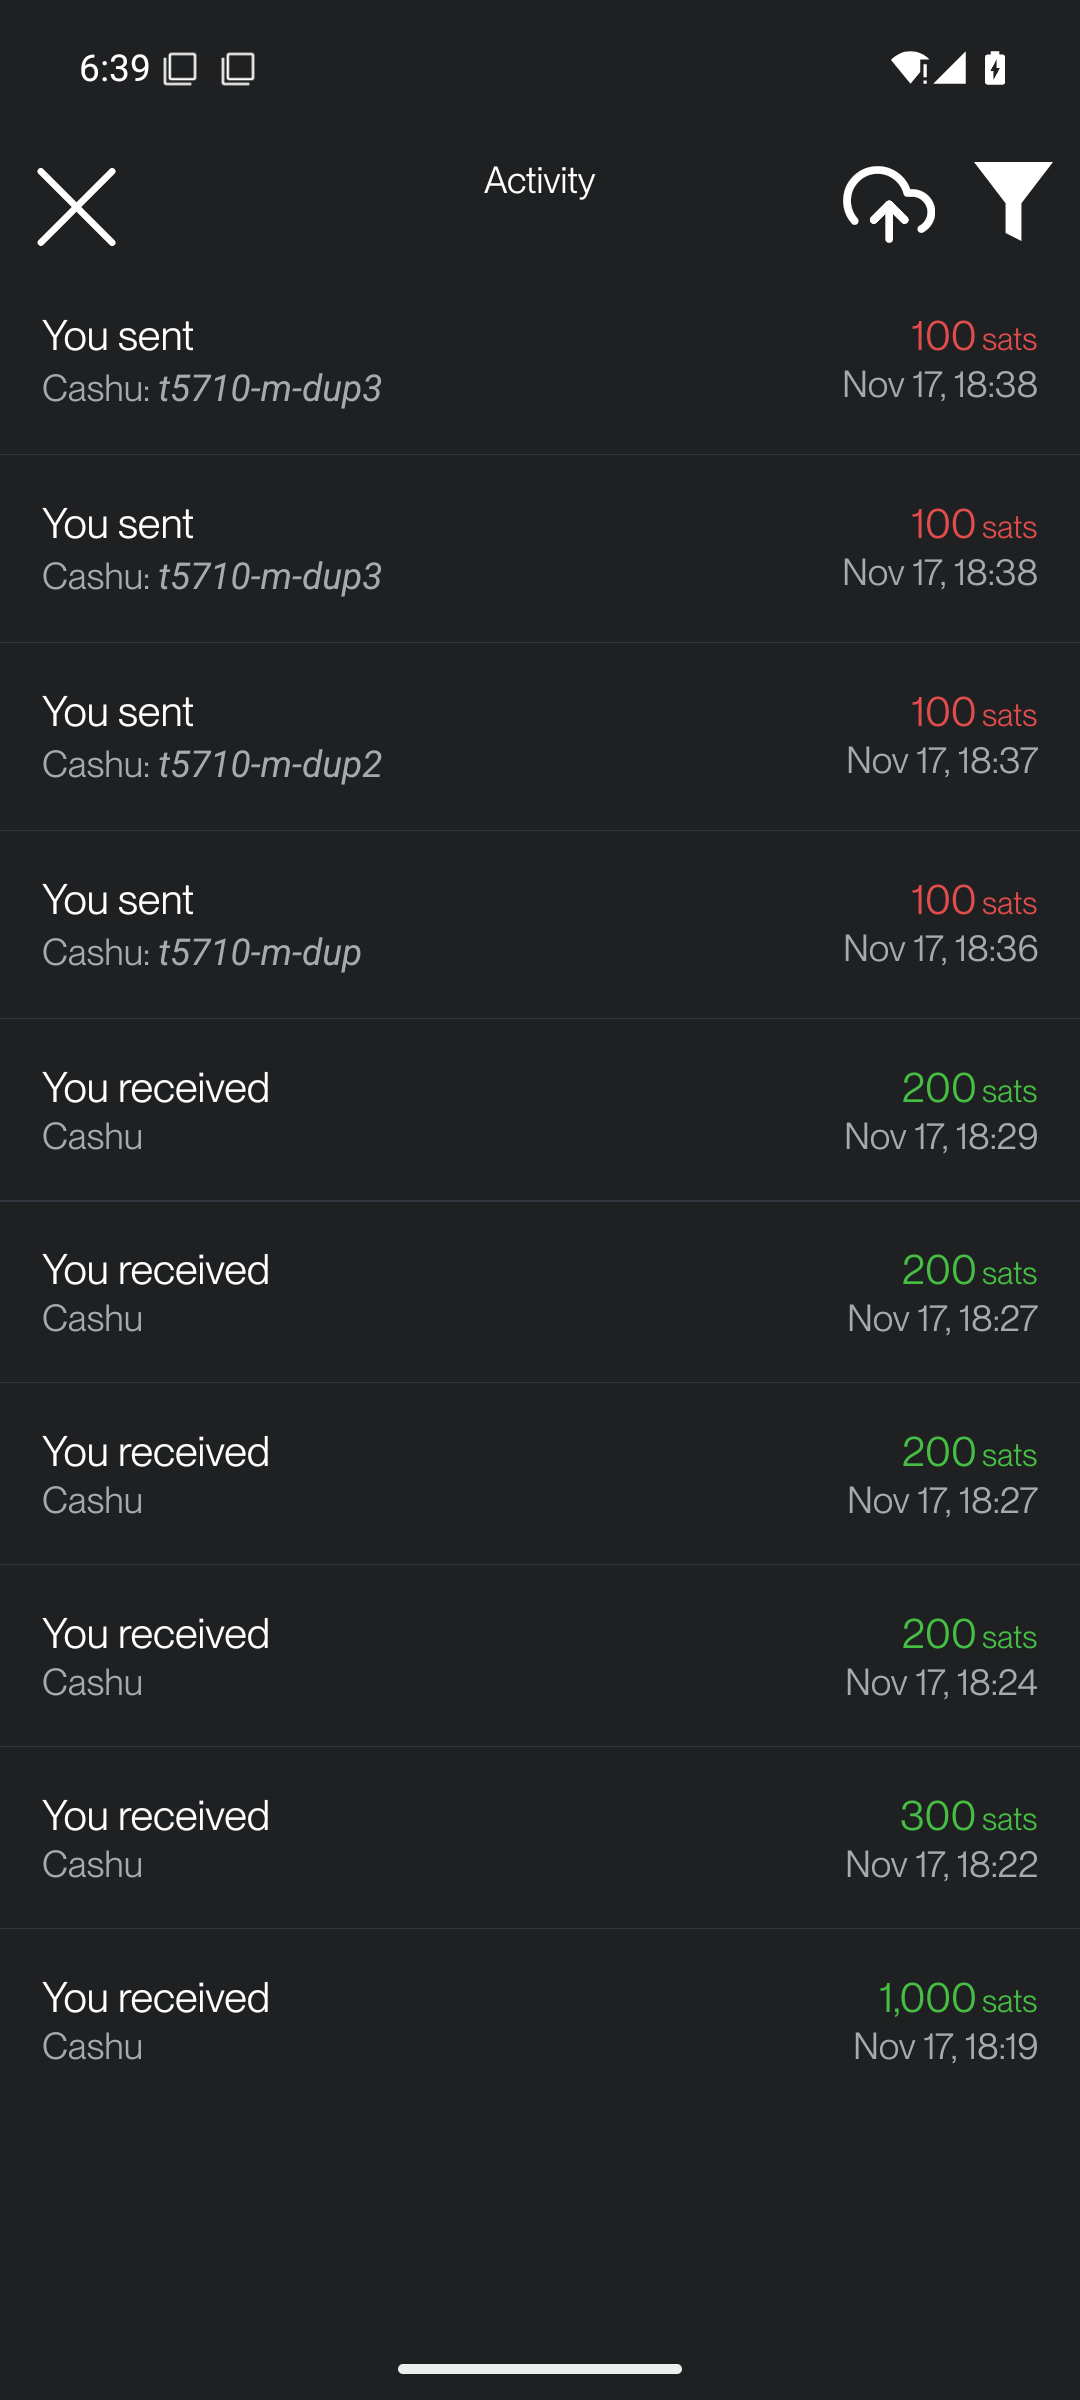 6:39
Activity
You sent
100 sats
Cashu: t5710-m-dup3
Nov 17, 18:38
You sent
100 sats
Cashu: t5710-m-dup3
Nov 17, 18:38
You sent
100 sats
Cashu: t5710-m-dup2
Nov 17, 18:37
You sent
100 sats
Cashu: t5710-m-dup
Nov 17, 18:36
You received
200 sats
Cashu
Nov 17, 18:29
You received
200 sats
Cashu
Nov 17, 18:27
You received
200 sats
Cashu
Nov 17, 18:27
You received
200 sats
Cashu
Nov 17, 18:24
You received
300 sats
Cashu
Nov 17, 18:22
You received
1,000 sats
Cashu
Nov 17, 18:19